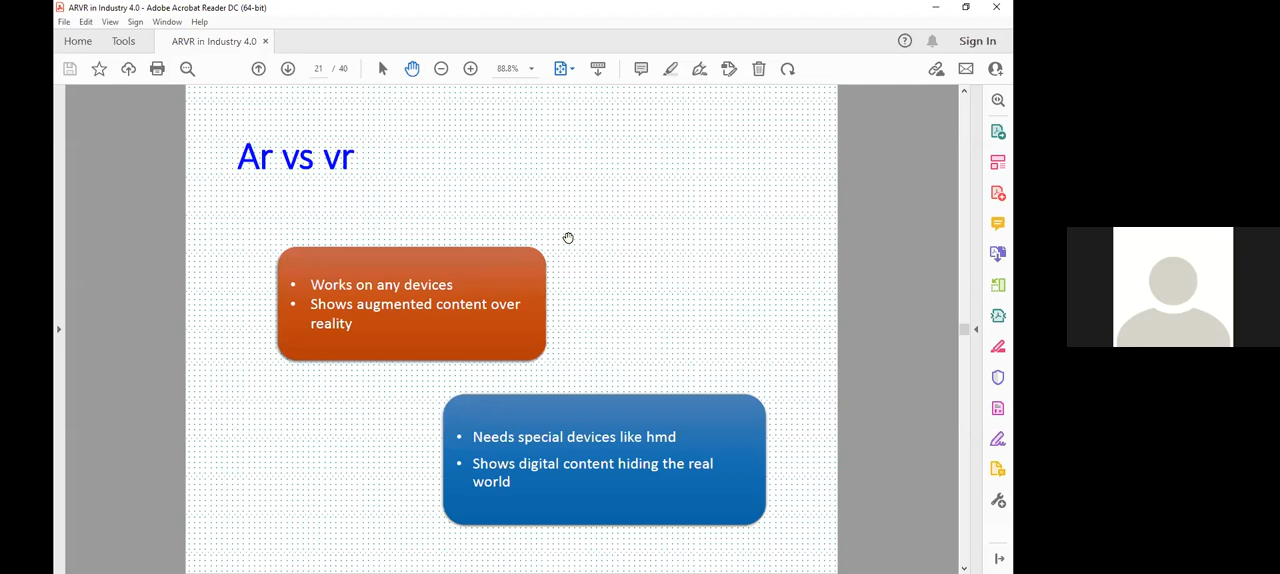 ARVR in Industry 4.0 - Adobe Acrobat Reader DC (64-bit)
File Edit View Sign Window Help
Home Tools ARVR in Industry 4.0 × Sign In
21 / 40 88.8%
Ar vs vr
• Works on any devices
• Shows augmented content over
reality
• Needs special devices like hmd
• Shows digital content hiding the real
world